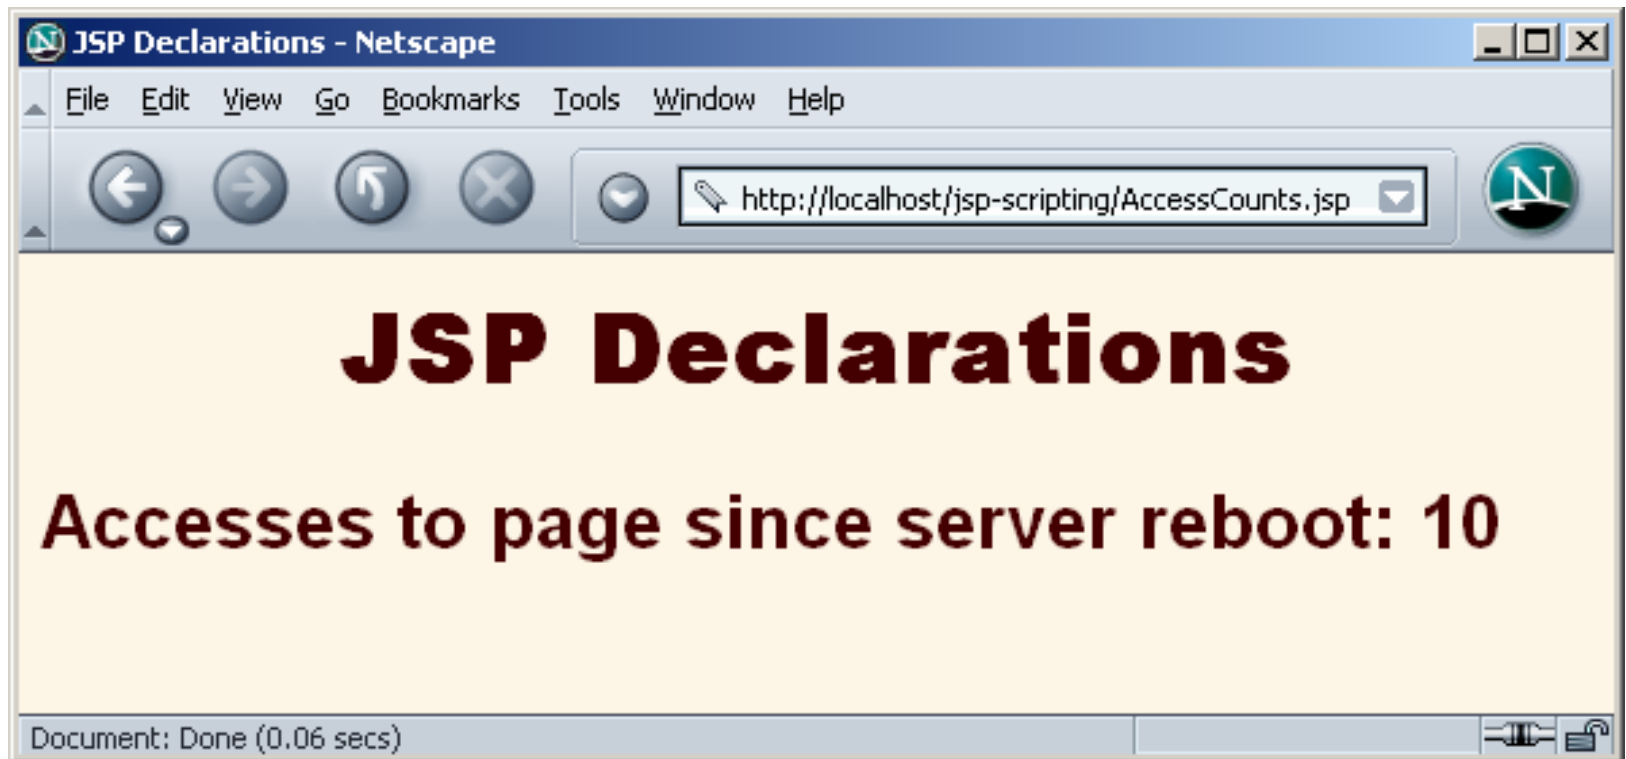 JSP Declarations - Netscape
File Edit View Go Bookmarks Tools Window Help
http://localhost/jsp-scripting/AccessCounts.jsp
N
JSP Declarations
Accesses to page since server reboot: 10
Document: Done (0.06 secs)